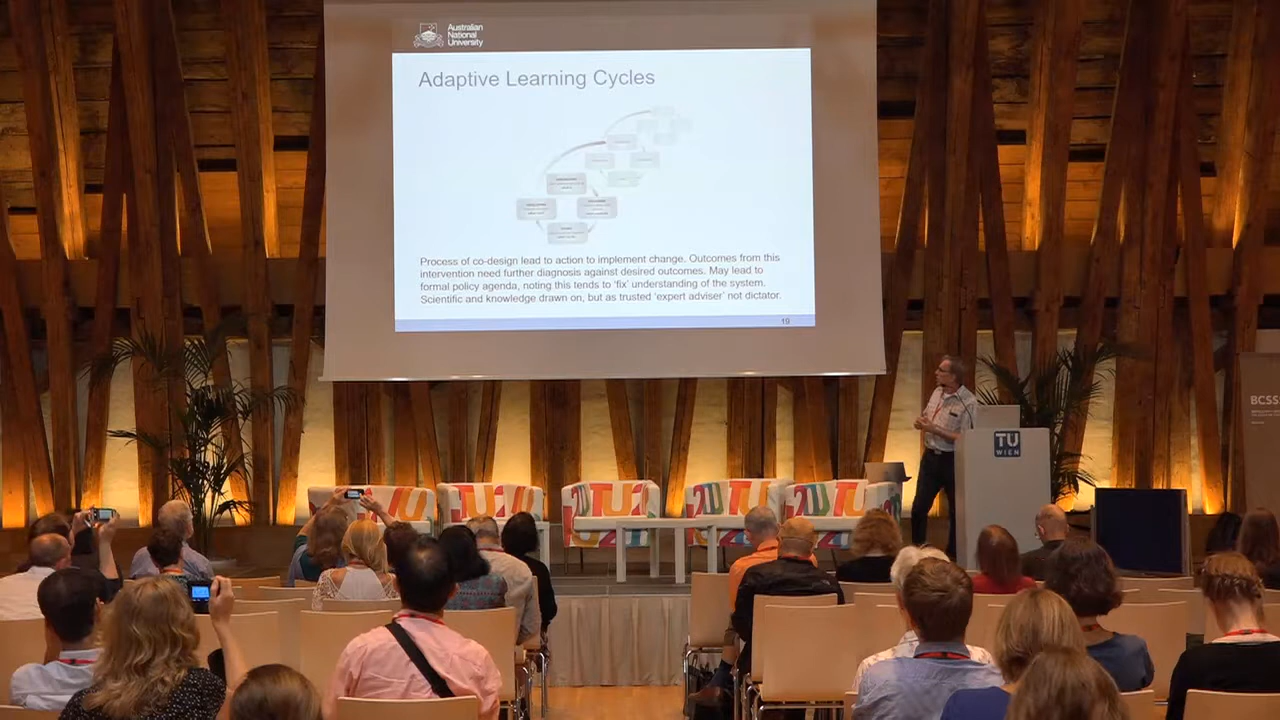 Australian
National
University
Adaptive Learning Cycles
Process of co-design lead to action to implement change. Outcomes from this
intervention need further diagnosis against desired outcomes. May lead to
formal policy agenda, noting this tends to ‘fix’ understanding of the system.
Scientific and knowledge drawn on, but as trusted ‘expert adviser’ not dictator.
19
TU
WIEN
BCSS